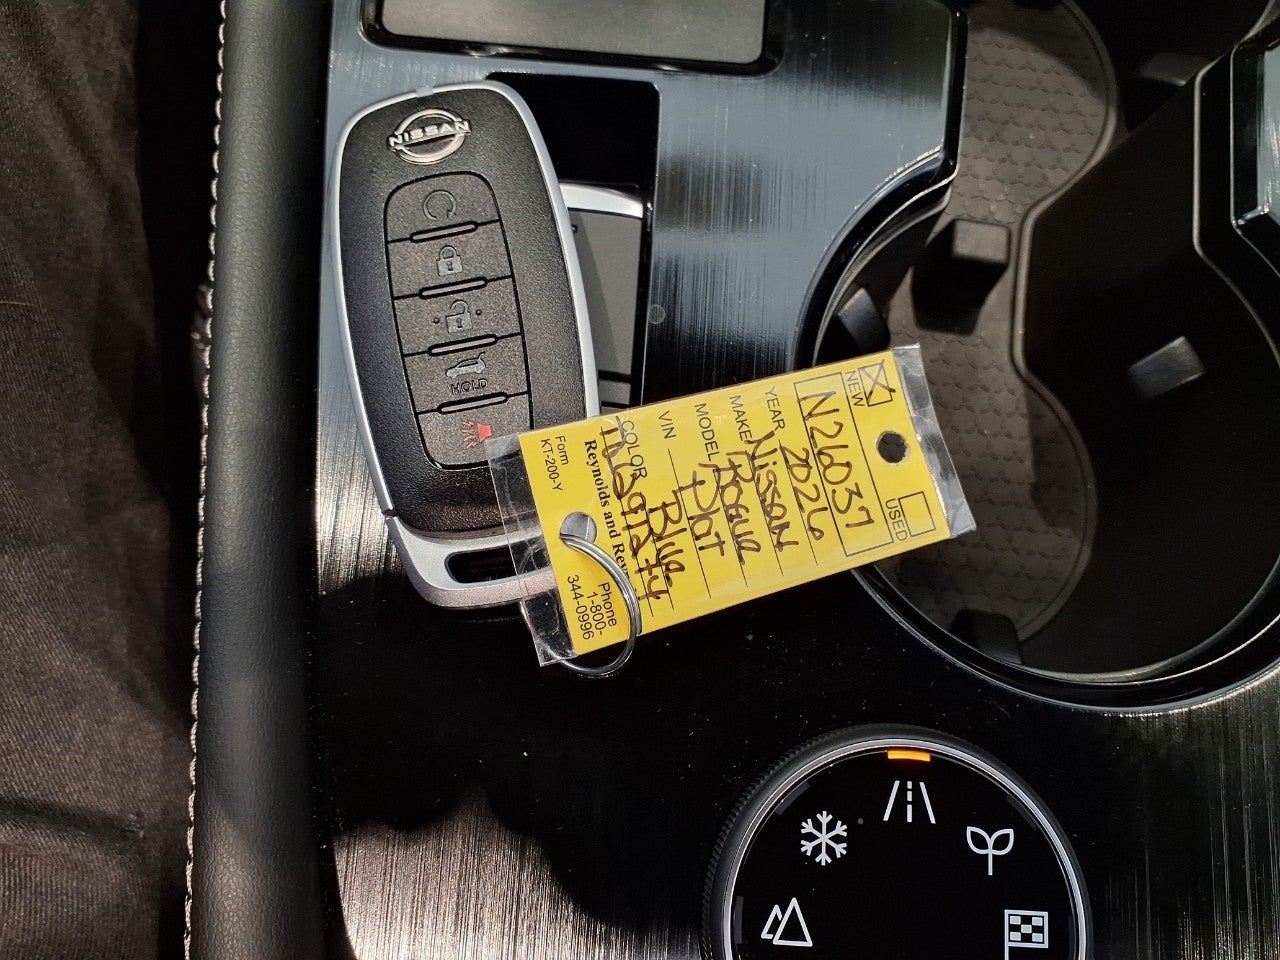 NISSAN
HOLD
NEW USED
N26037
YEAR 2026
MAKE Nissan
MODEL Rogue
Plat
VIN
Blue
COLOR
Reynolds and Rey
Form
KT-200-Y
Phone
1-800-
344-0996